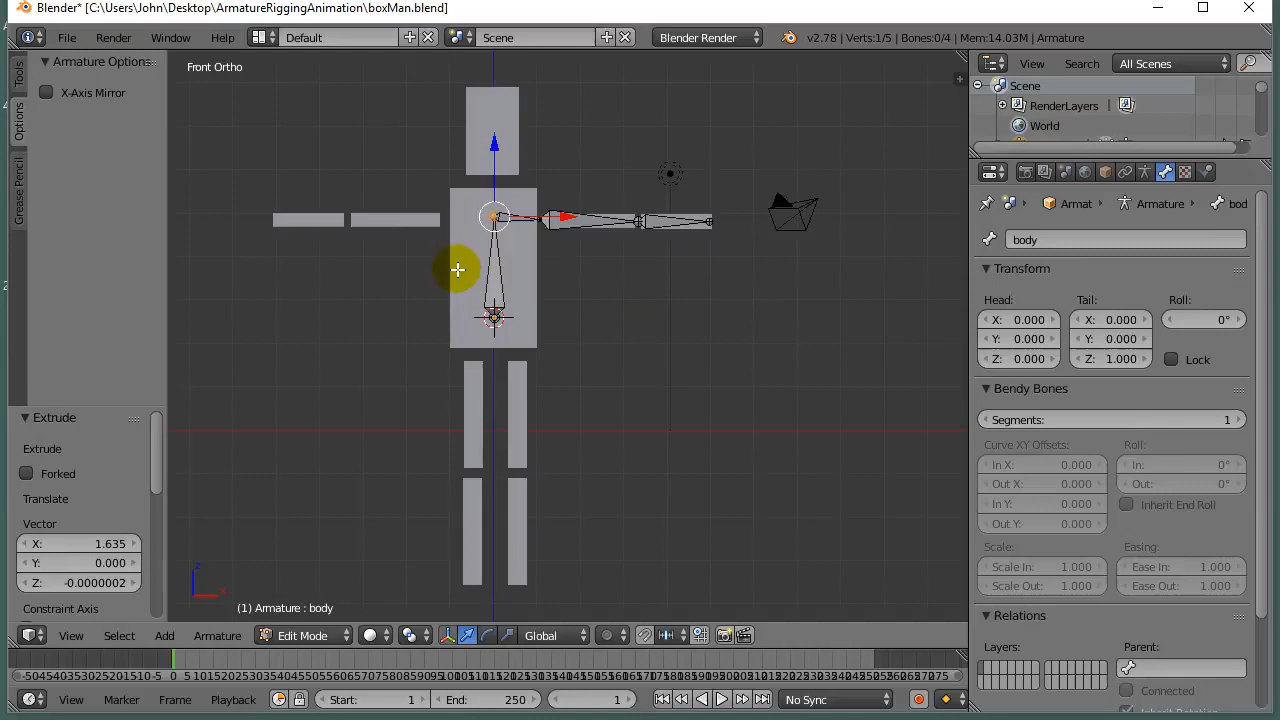 Blender* [C:\Users\John\Desktop\ArmatureRiggingAnimation\boxMan.blend]
File Render Window Help Default Scene Blender Render v2.78 | Verts:1/5 | Bones:0/4 | Mem:14.03M | Armature
Tools
Options
Grease Pencil
Armature Options
X-Axis Mirror
Extrude
Extrude
Forked
Translate
Vector
X: 1.635
Y: 0.000
Z: -0.0000002
Constraint Axis
Front Ortho
(1) Armature : body
View Select Add Armature Edit Mode Global
View Marker Frame Playback Start: 1 End: 250 1 No Sync
View Search All Scenes
Scene
RenderLayers
World
Armat Armature bod
body
Transform
Head: Tail: Roll:
X: 0.000 X: 0.000 0°
Y: 0.000 Y: 0.000
Z: 0.000 Z: 1.000 Lock
Bendy Bones
Segments: 1
Curve XY Offsets: Roll:
In X: 0.000 In: 0°
Out X: 0.000 Out: 0°
In Y: 0.000 Inherit End Roll
Out Y: 0.000
Scale: Easing:
Scale In: 1.000 Ease In: 1.000
Scale Out: 1.000 Ease Out: 1.000
Relations
Layers: Parent:
Connected